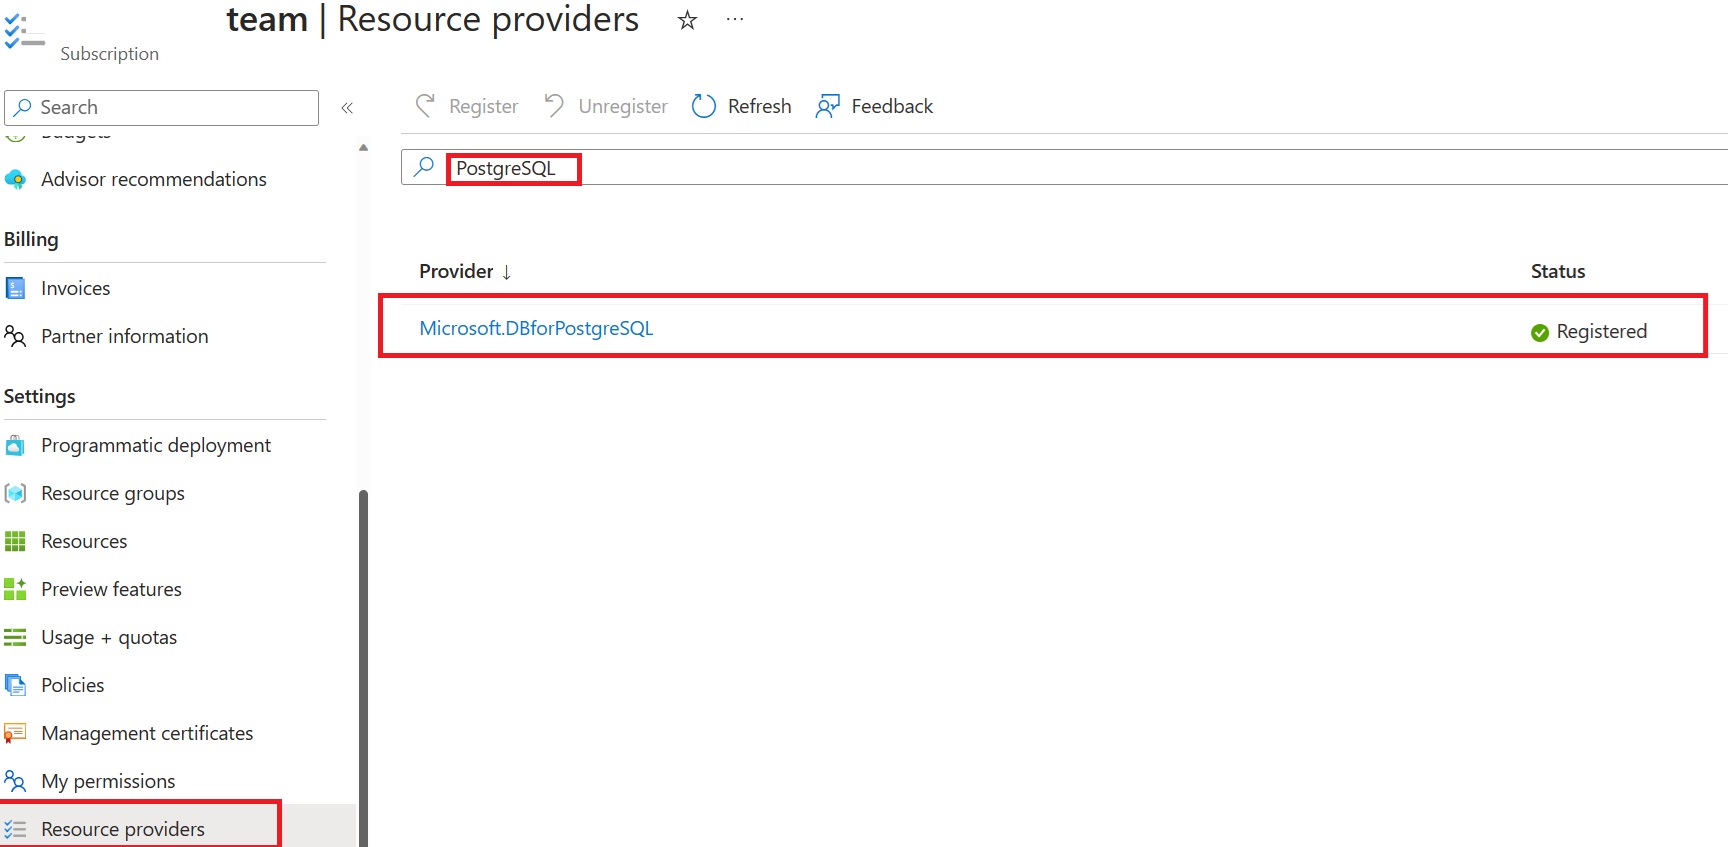 team | Resource providers
Subscription
Search
Register
Unregister
Refresh
Feedback
Budgets
PostgreSQL
Advisor recommendations
Billing
Invoices
Partner information
Settings
Programmatic deployment
Resource groups
Resources
Preview features
Usage + quotas
Policies
Management certificates
My permissions
Resource providers
Provider ↓
Status
Microsoft.DBforPostgreSQL
Registered